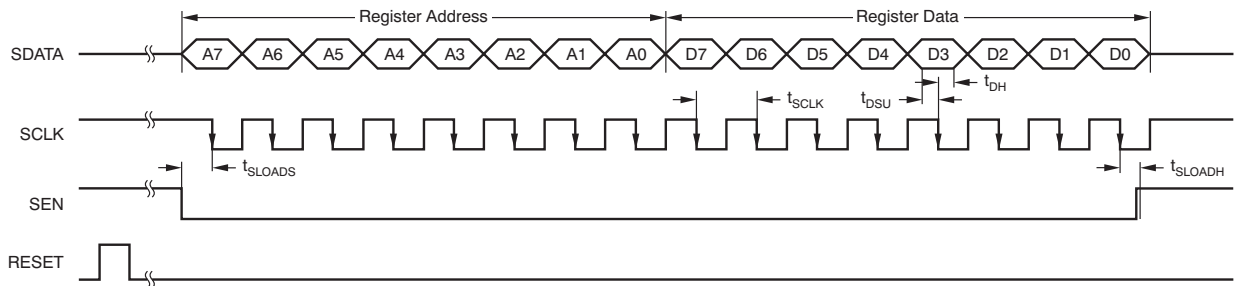 Register Address Register Data
SDATA A7 A6 A5 A4 A3 A2 A1 A0 D7 D6 D5 D4 D3 D2 D1 D0
tSCLK tDSU tDH
SCLK
tSLOADS tSLOADH
SEN
RESET